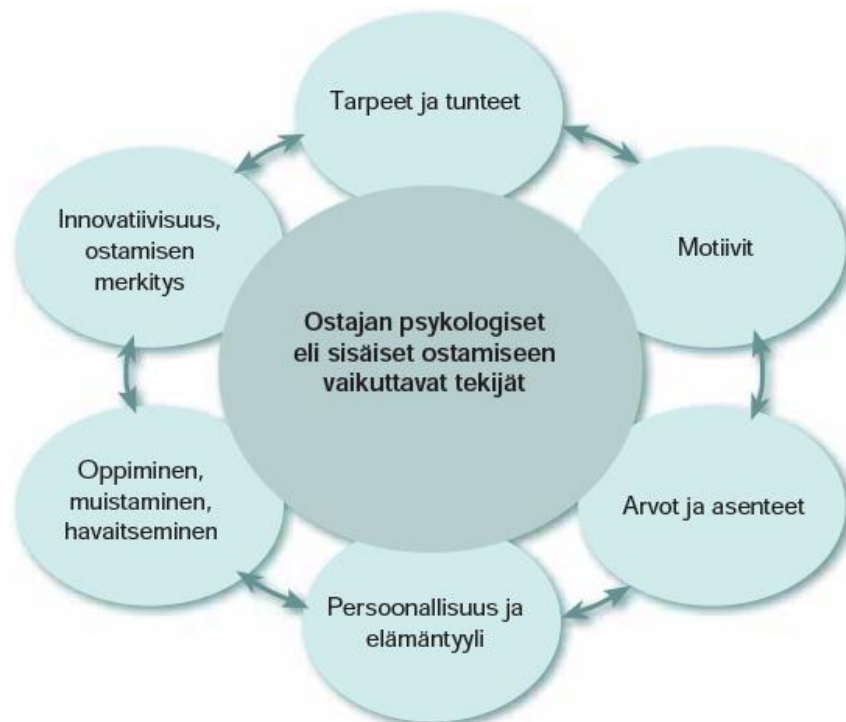 Tarpeet ja tunteet
Motiivit
Arvot ja asenteet
Persoonallisuus ja
elämäntyyli
Oppiminen,
muistaminen,
havaitseminen
Innovatiivisuus,
ostamisen
merkitys
Ostajan psykologiset
eli sisäiset ostamiseen
vaikuttavat tekijät